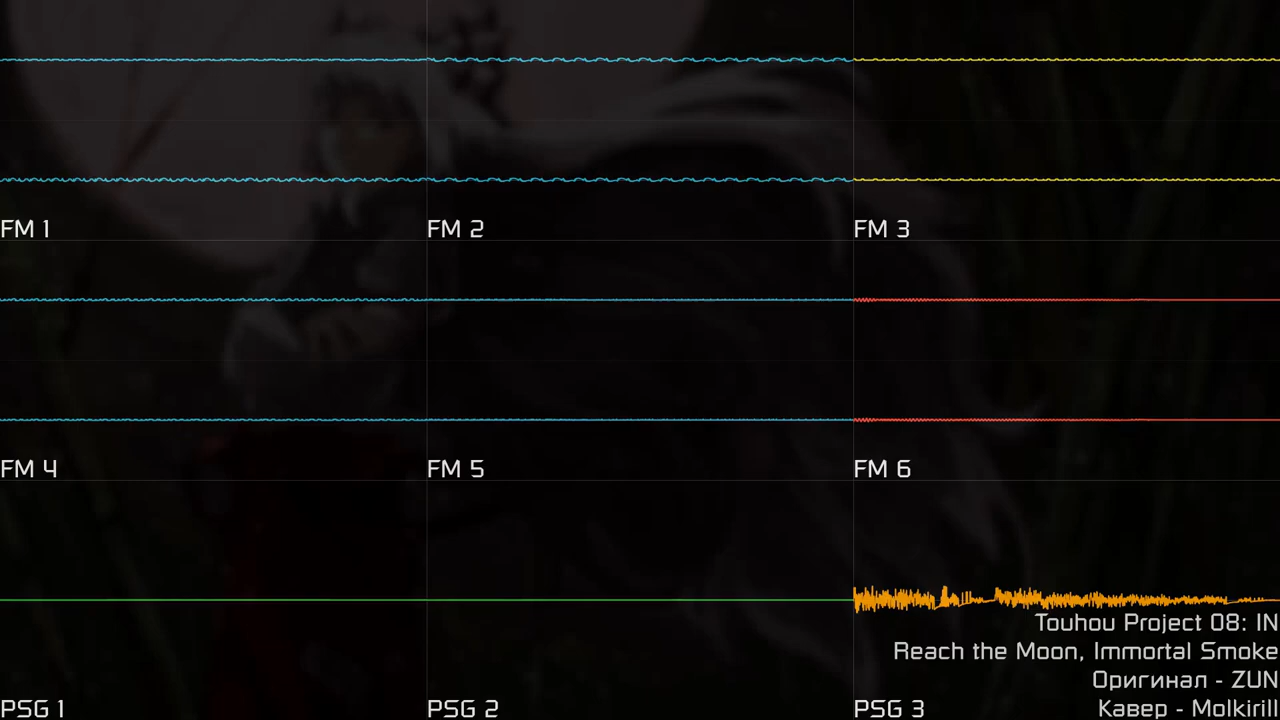 FM 1
FM 2
FM 3
FM 4
FM 5
FM 6
Touhou Project 08: IN
Reach the Moon, Immortal Smoke
Оригинал - ZUN
Кавер - Molkirill
PSG 1
PSG 2
PSG 3